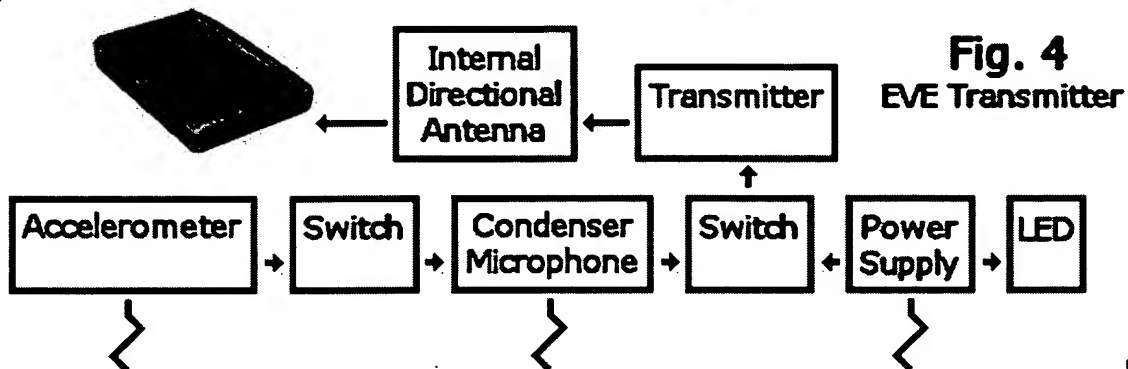 Fig. 4
EVE Transmitter
Internal
Directional
Antenna
Transmitter
Accelerometer
Switch
Condenser
Microphone
Switch
Power
Supply
LED